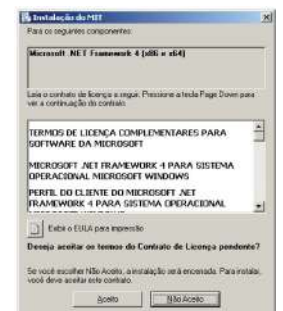 Instalação do MIT
Para os seguintes componentes:
Microsoft .NET Framework 4 (x86 e x64)
Leia o contrato de licença a seguir. Pressione a tecla Page Down para
ver a continuação do contrato.
TERMOS DE LICENÇA COMPLEMENTARES PARA
SOFTWARE DA MICROSOFT
MICROSOFT .NET FRAMEWORK 4 PARA SISTEMA
OPERACIONAL MICROSOFT WINDOWS
PERFIL DO CLIENTE DO MICROSOFT .NET
FRAMEWORK 4 PARA SISTEMA OPERACIONAL
MICROSOFT WINDOWS
Exibir o EULA para impressão
Deseja aceitar os termos do Contrato de Licença pendente?
Se você escolher Não Aceito, a instalação será encerrada. Para instalar,
você deve aceitar este contrato.
Aceito
Não Aceito